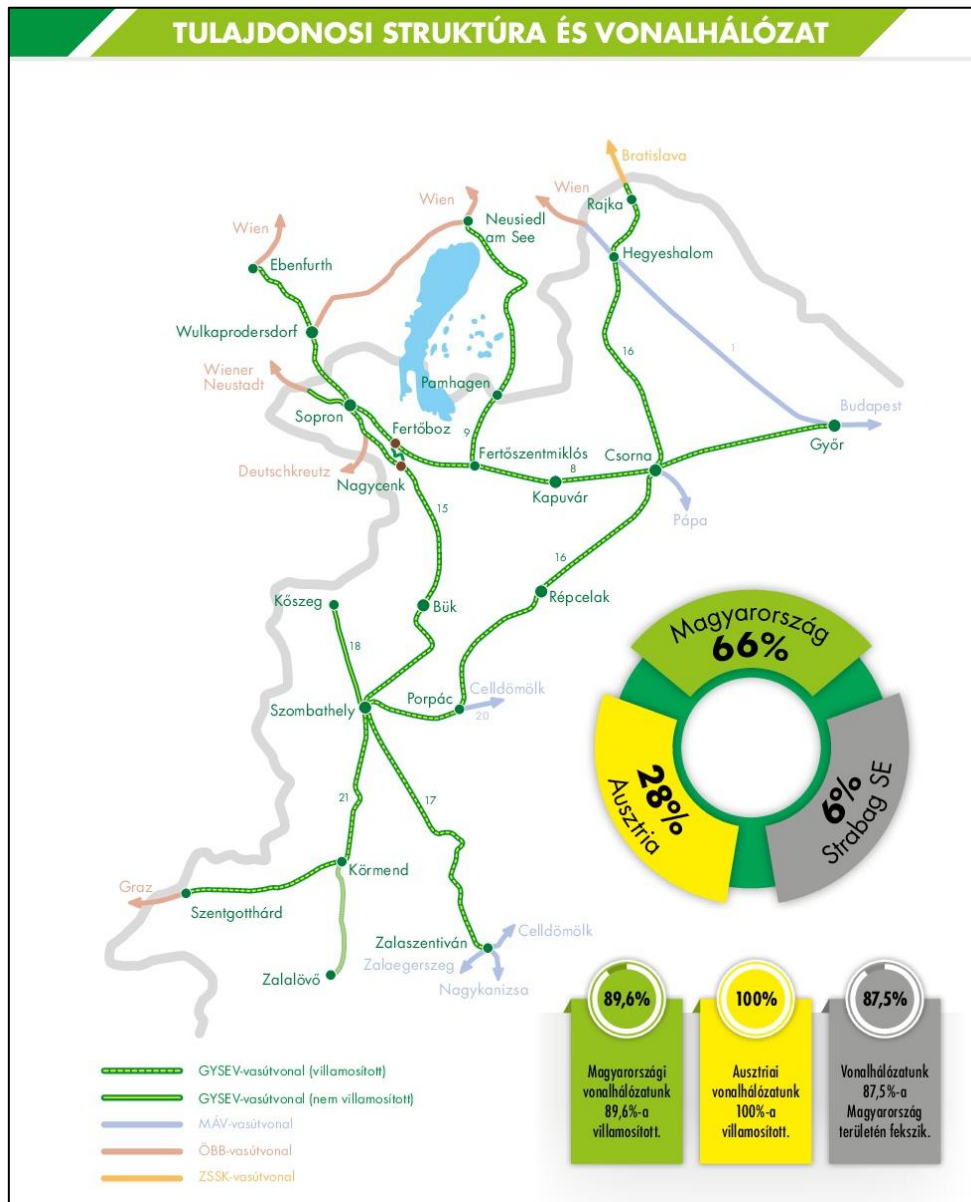 TULAJDONOSI STRUKTÚRA ÉS VONALHÁLÓZAT
Bratislava
Wien
Wien
Rajka
Wien
Neusiedl
am See
Hegyeshalom
Ebenfurth
Wulkaprodersdorf
16
1
Wiener
Neustadt
Pamhagen
Budapest
Sopron
Fertőboz
9
Győr
Fertőszentmiklós
Csorna
Deutschkreutz
8
Nagycenk
Kapuvár
15
Pápa
16
Kőszeg
Bük
Répcelak
18
Celldömölk
Porpác
Szombathely
20
21
17
Körmend
Graz
Szentgotthárd
Celldömölk
Zalaszentiván
Zalaegerszeg
Zalalövő
Nagykanizsa
Magyarország
66%
28%
Ausztria
6%
Strabag SE
89,6%
Magyarországi
vonalhálózatunk
89,6%-a
villamosított.
100%
Ausztriai
vonalhálózatunk
100%-a
villamosított.
87,5%
Vonalhálózatunk
87,5%-a
Magyarország
területén fekszik.
GYSEV-vasútvonal (villamosított)
GYSEV-vasútvonal (nem villamosított)
MÁV-vasútvonal
ÖBB-vasútvonal
ZSSK-vasútvonal